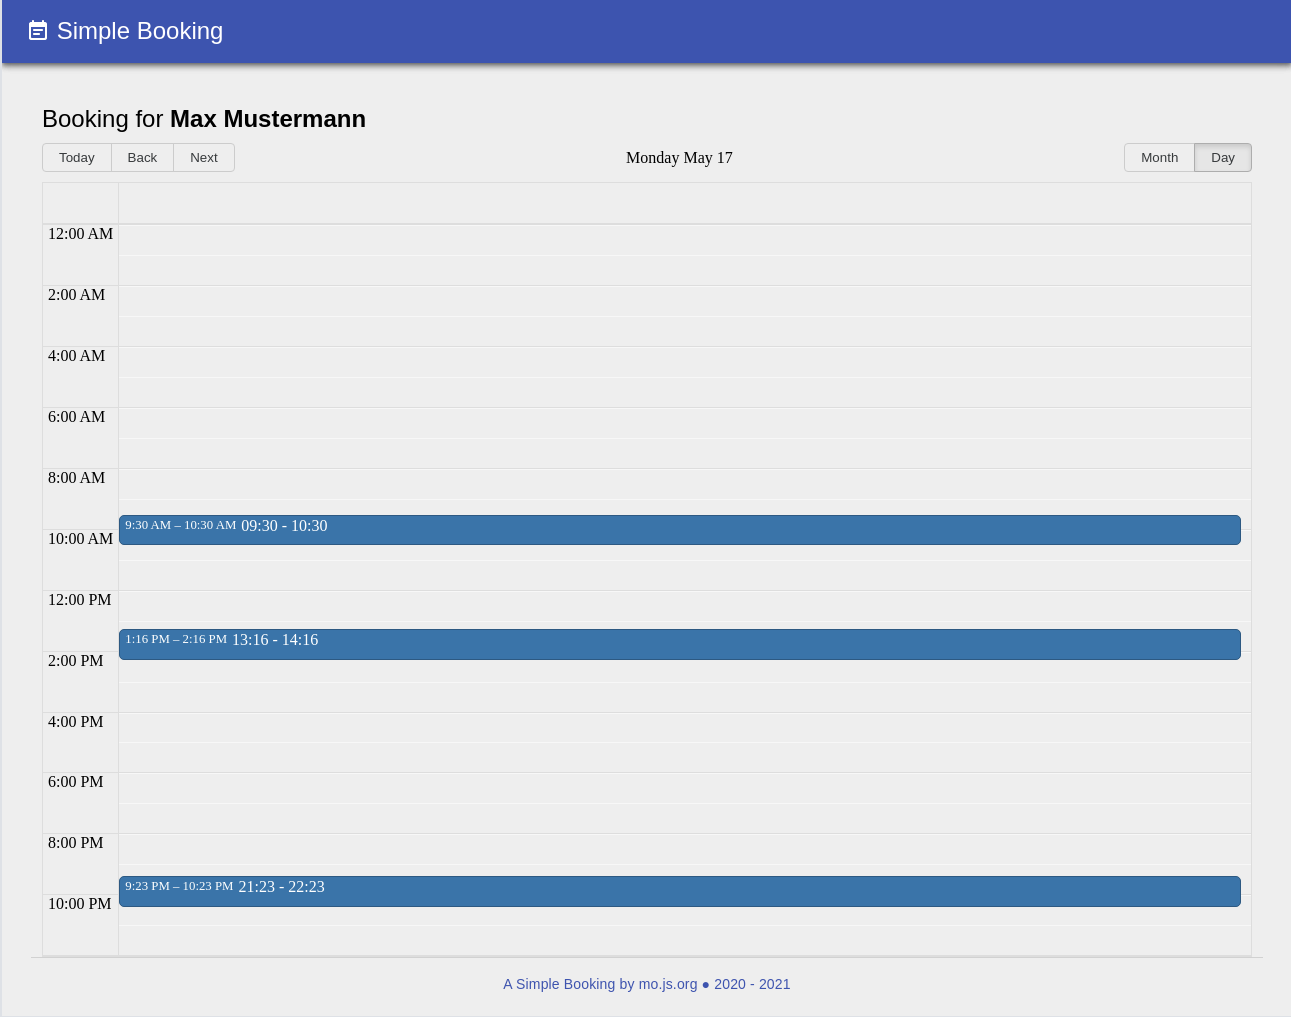 Simple Booking
Booking for Max Mustermann
Today Back Next Monday May 17 Month Day
12:00 AM
2:00 AM
4:00 AM
6:00 AM
8:00 AM
9:30 AM – 10:30 AM 09:30 - 10:30
10:00 AM
12:00 PM
1:16 PM – 2:16 PM 13:16 - 14:16
2:00 PM
4:00 PM
6:00 PM
8:00 PM
9:23 PM – 10:23 PM 21:23 - 22:23
10:00 PM
A Simple Booking by mo.js.org ● 2020 - 2021